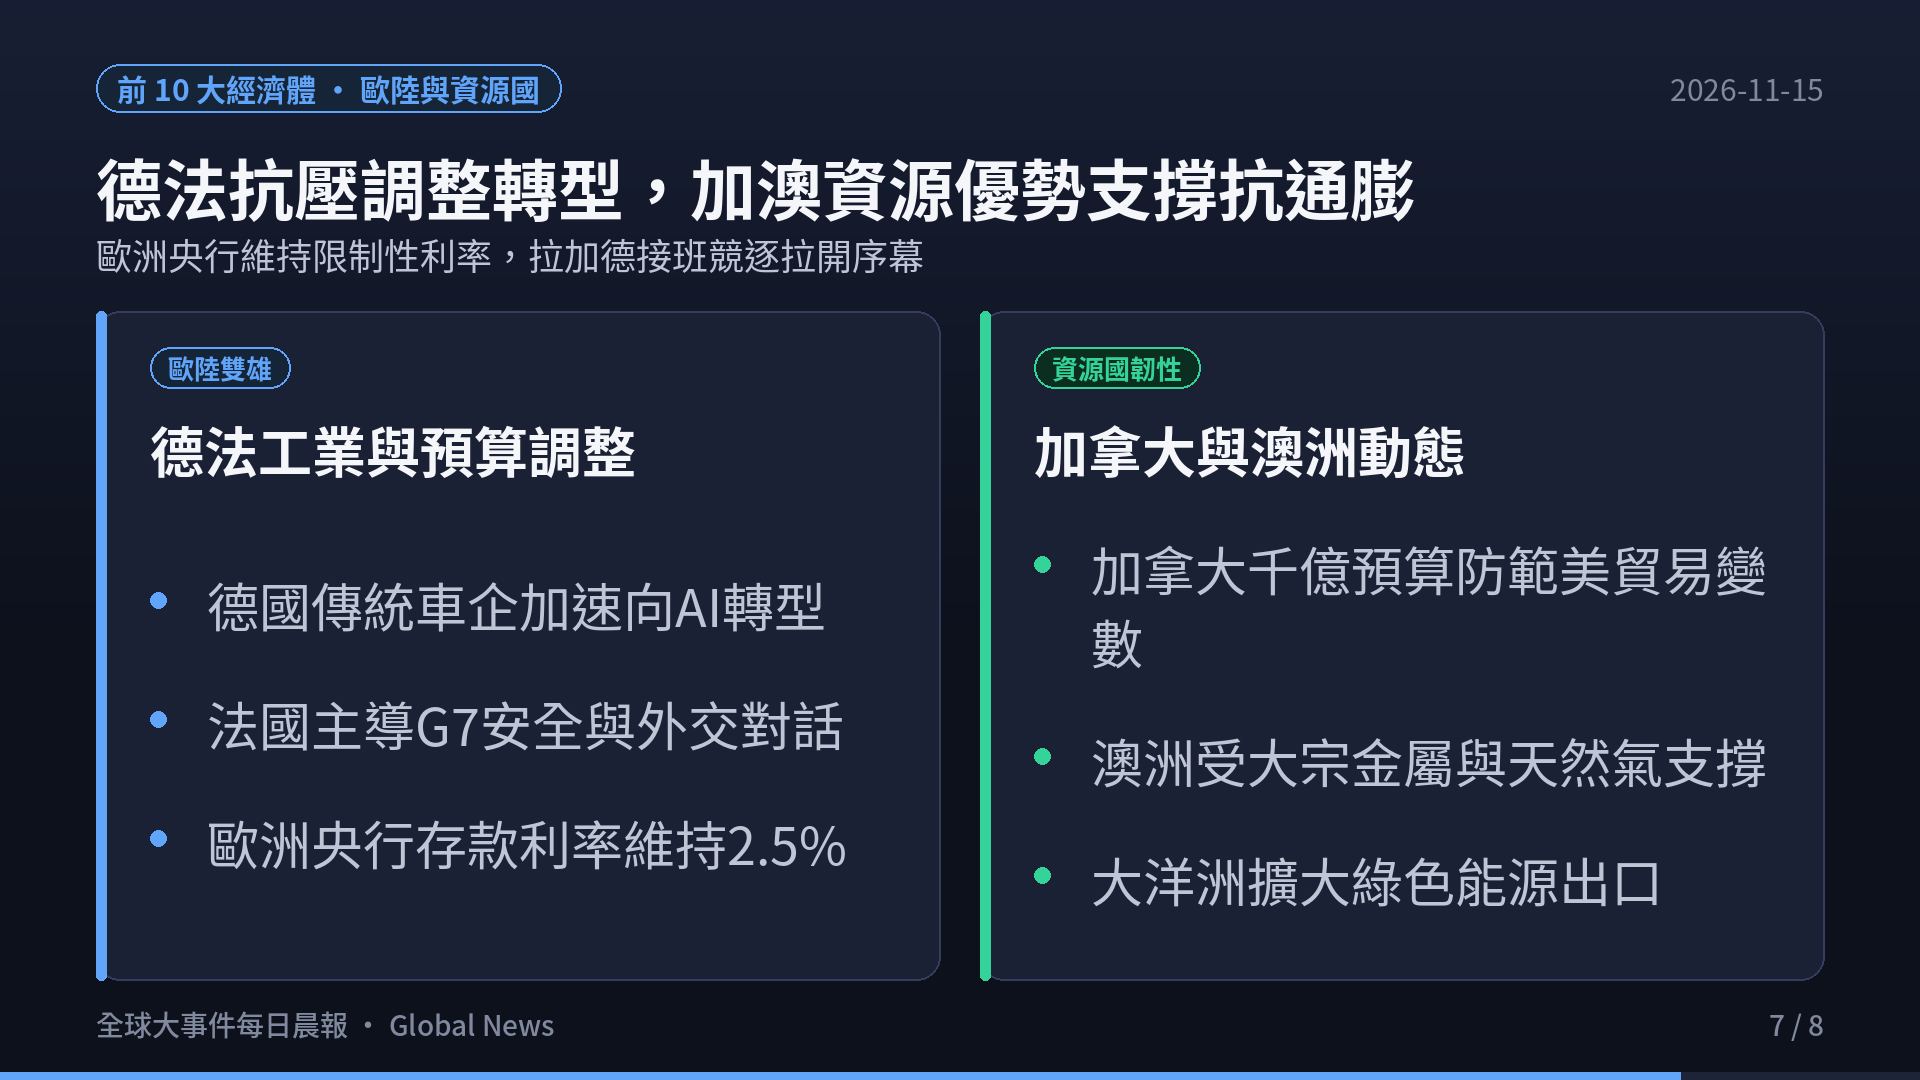 前 10 大經濟體 • 歐陸與資源國
2026-11-15
德法抗壓調整轉型，加澳資源優勢支撐抗通膨
歐洲央行維持限制性利率，拉加德接班競逐拉開序幕
歐陸雙雄
德法工業與預算調整
• 德國傳統車企加速向AI轉型
• 法國主導G7安全與外交對話
• 歐洲央行存款利率維持2.5%
資源國韌性
加拿大與澳洲動態
• 加拿大千億預算防範美貿易變
數
• 澳洲受大宗金屬與天然氣支撐
• 大洋洲擴大綠色能源出口
全球大事件每日晨報 • Global News
7 / 8